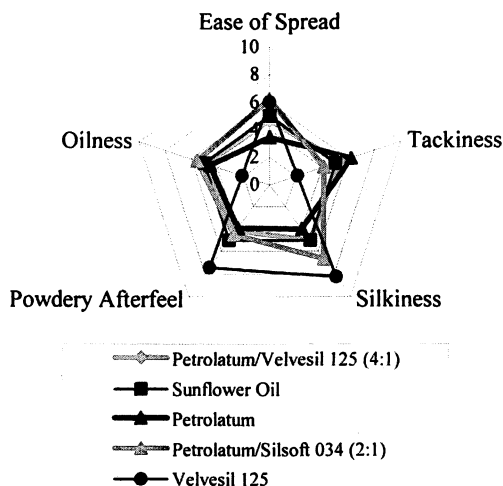 Ease of Spread
10
8
6
4
2
0
Oilness
Tackiness
Powdery Afterfeel
Silkiness
Petrolatum/Velvesil 125 (4:1)
Sunflower Oil
Petrolatum
Petrolatum/Silsoft 034 (2:1)
Velvesil 125